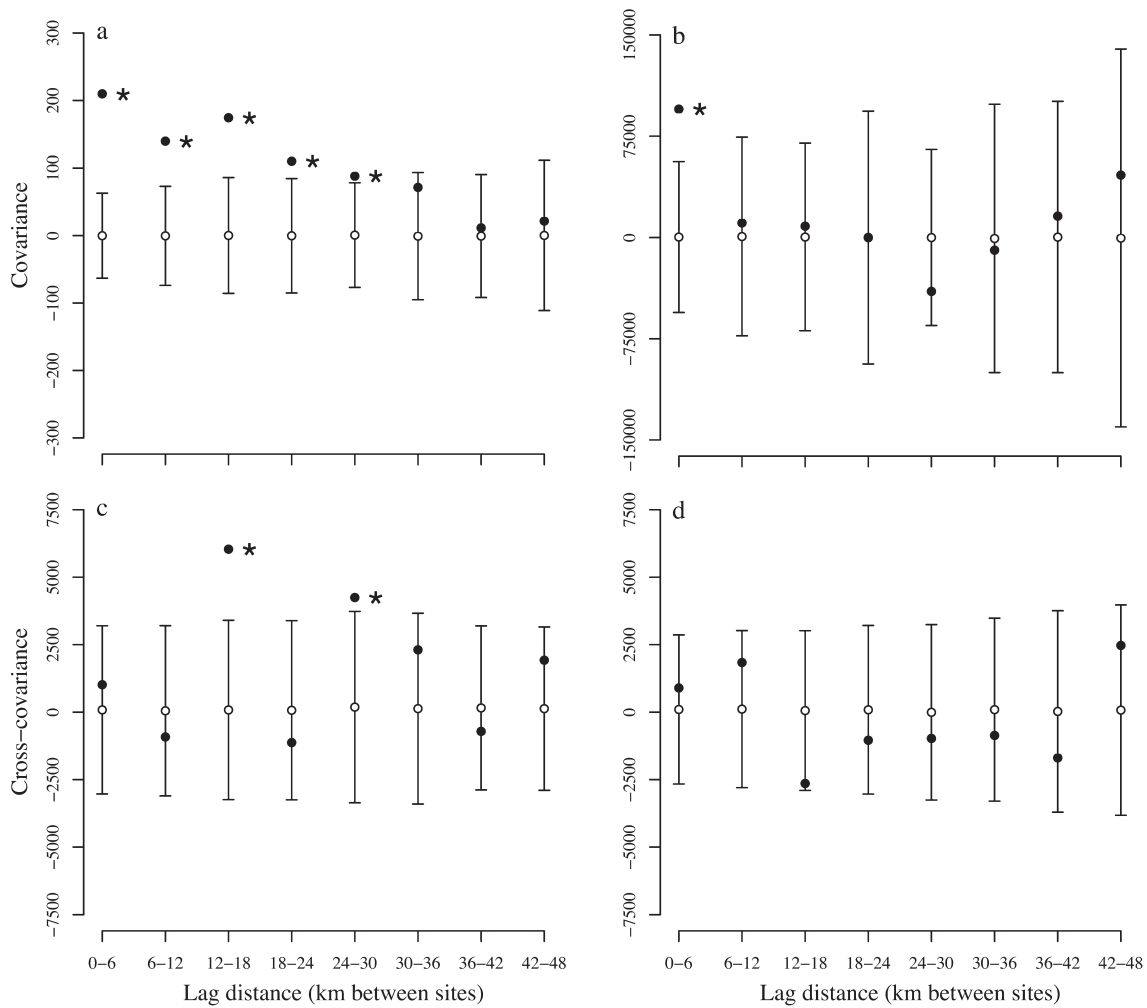 a
300
200
100
0
−100
−200
−300
Covariance
* * * * *
b
150000
75000
0
−75000
−150000
*
c
7500
5000
2500
0
−2500
−5000
−7500
Cross−covariance
* *
0−6 6−12 12−18 18−24 24−30 30−36 36−42 42−48
Lag distance (km between sites)
d
7500
5000
2500
0
−2500
−5000
−7500
0−6 6−12 12−18 18−24 24−30 30−36 36−42 42−48
Lag distance (km between sites)